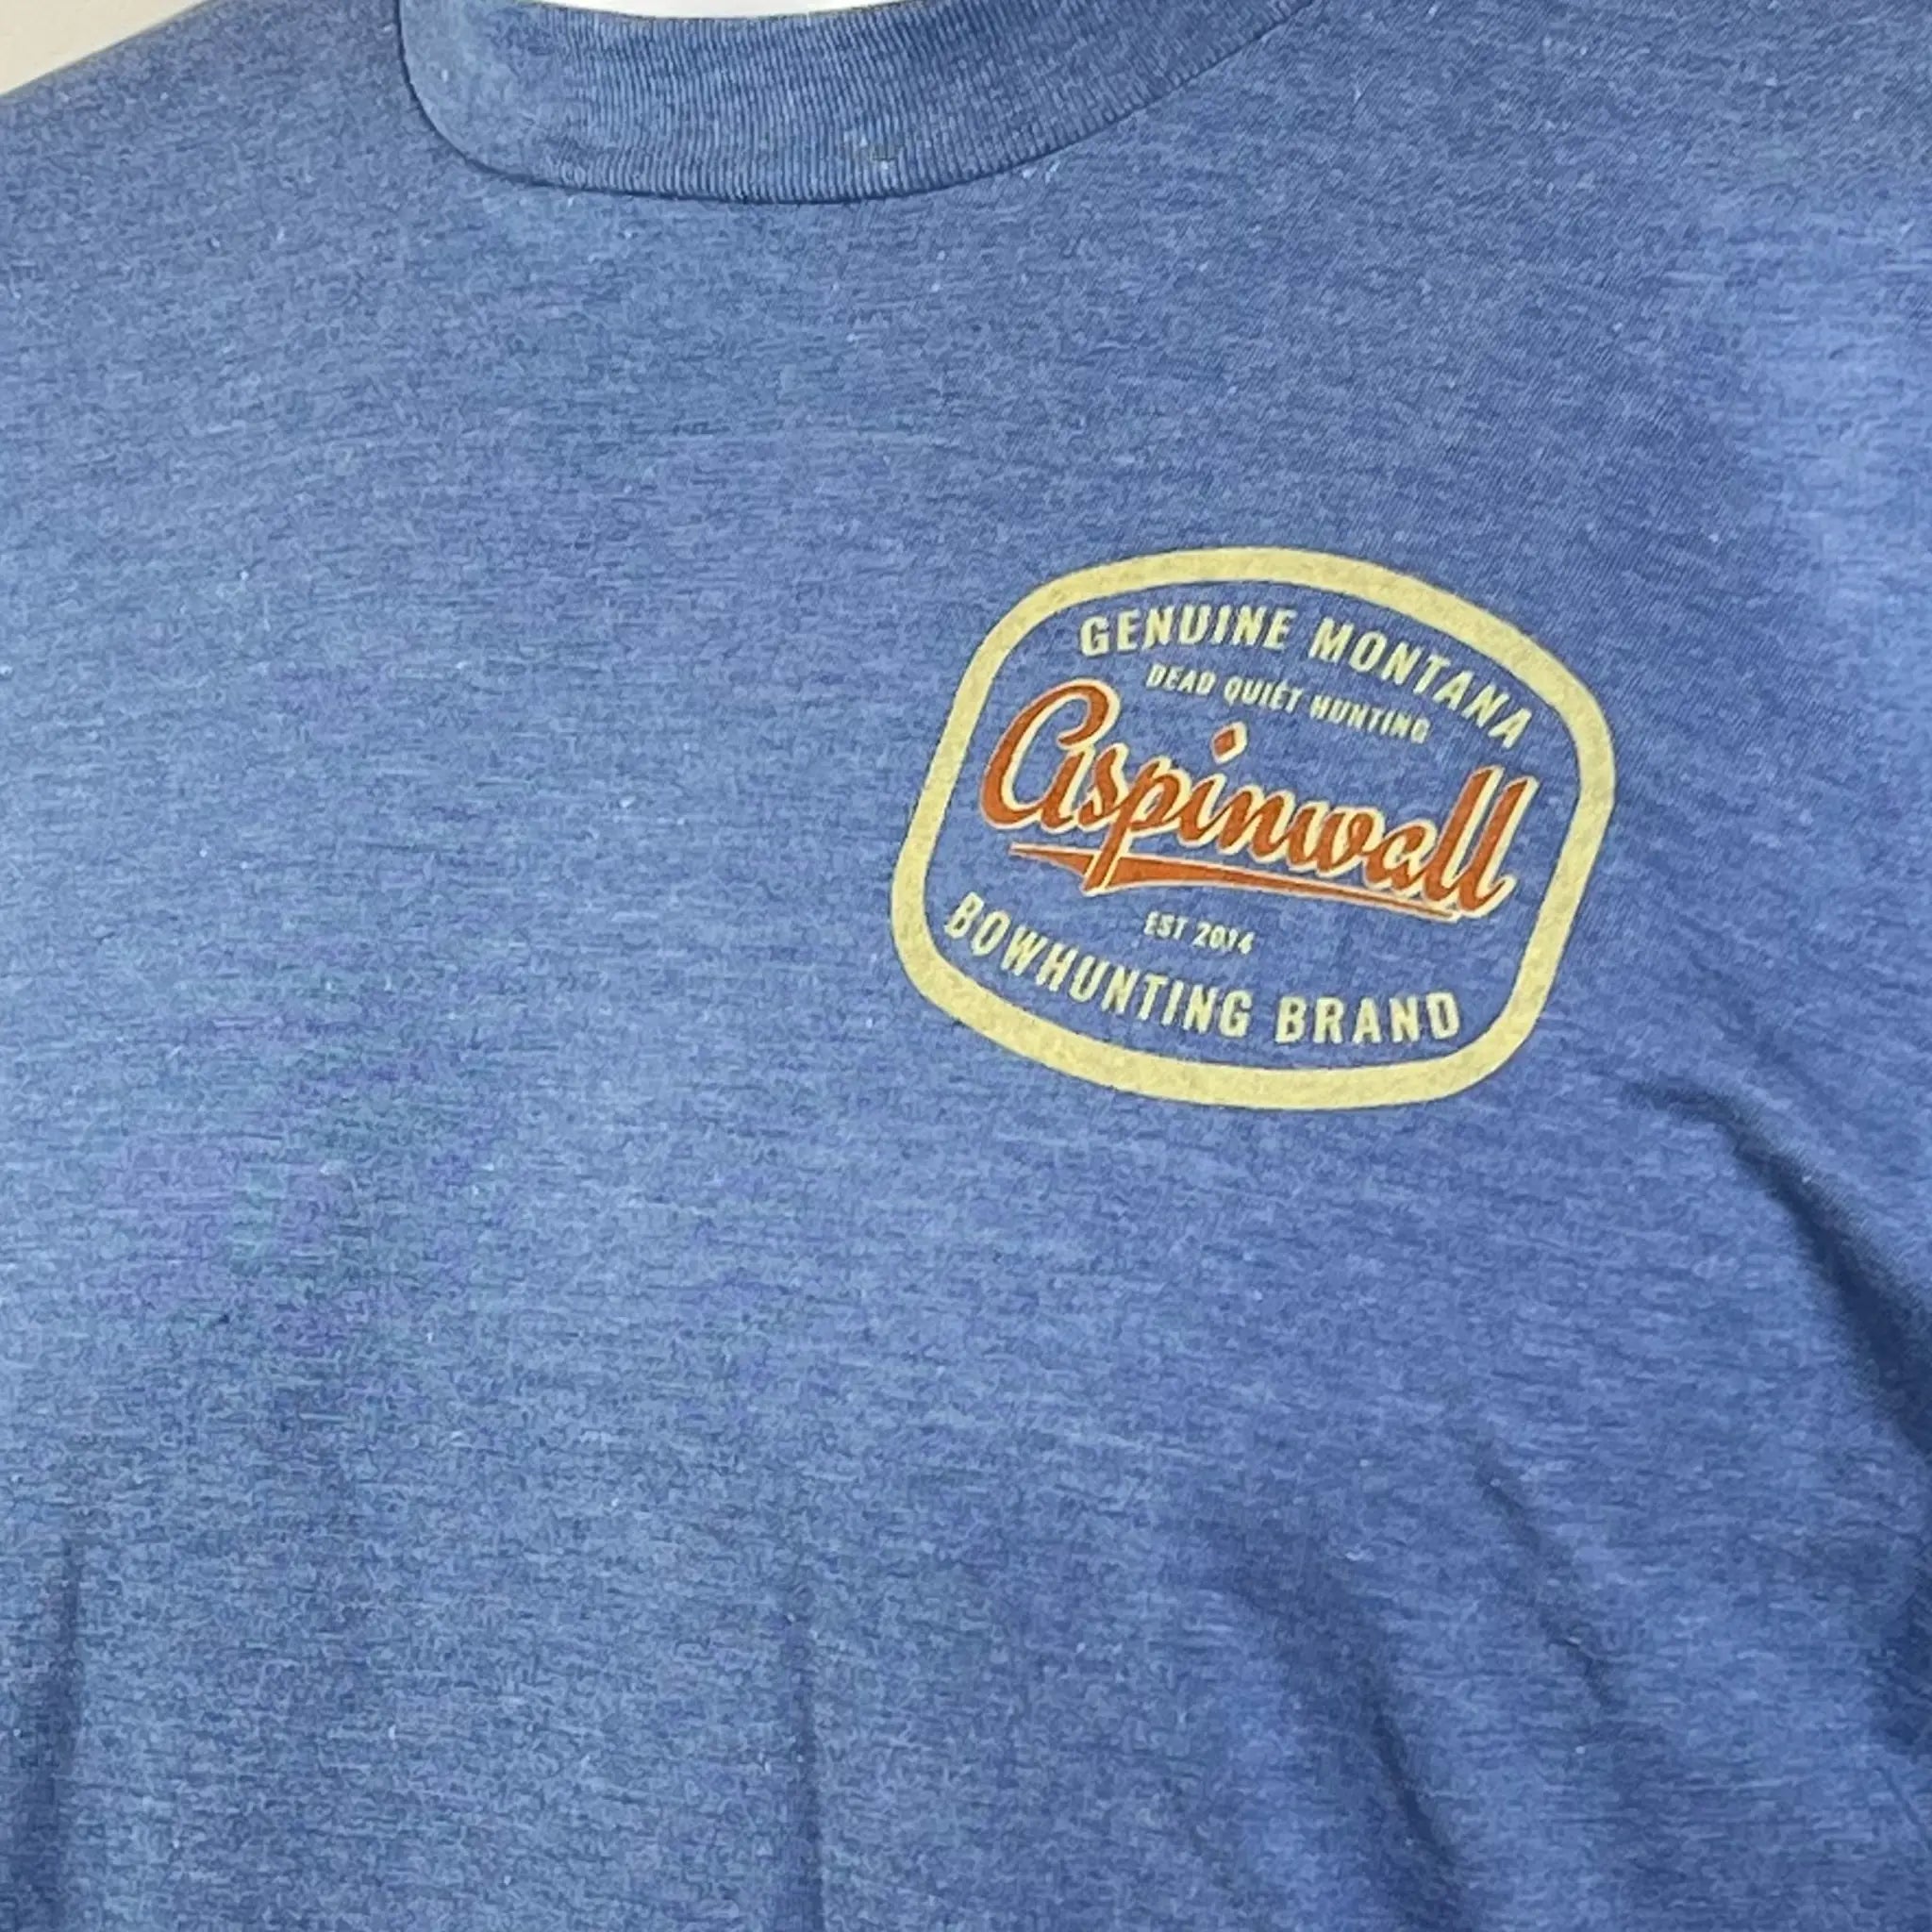 GENUINE MONTANA
DEAD QUIET HUNTING
Aspinwall
EST 2014
BOWHUNTING BRAND